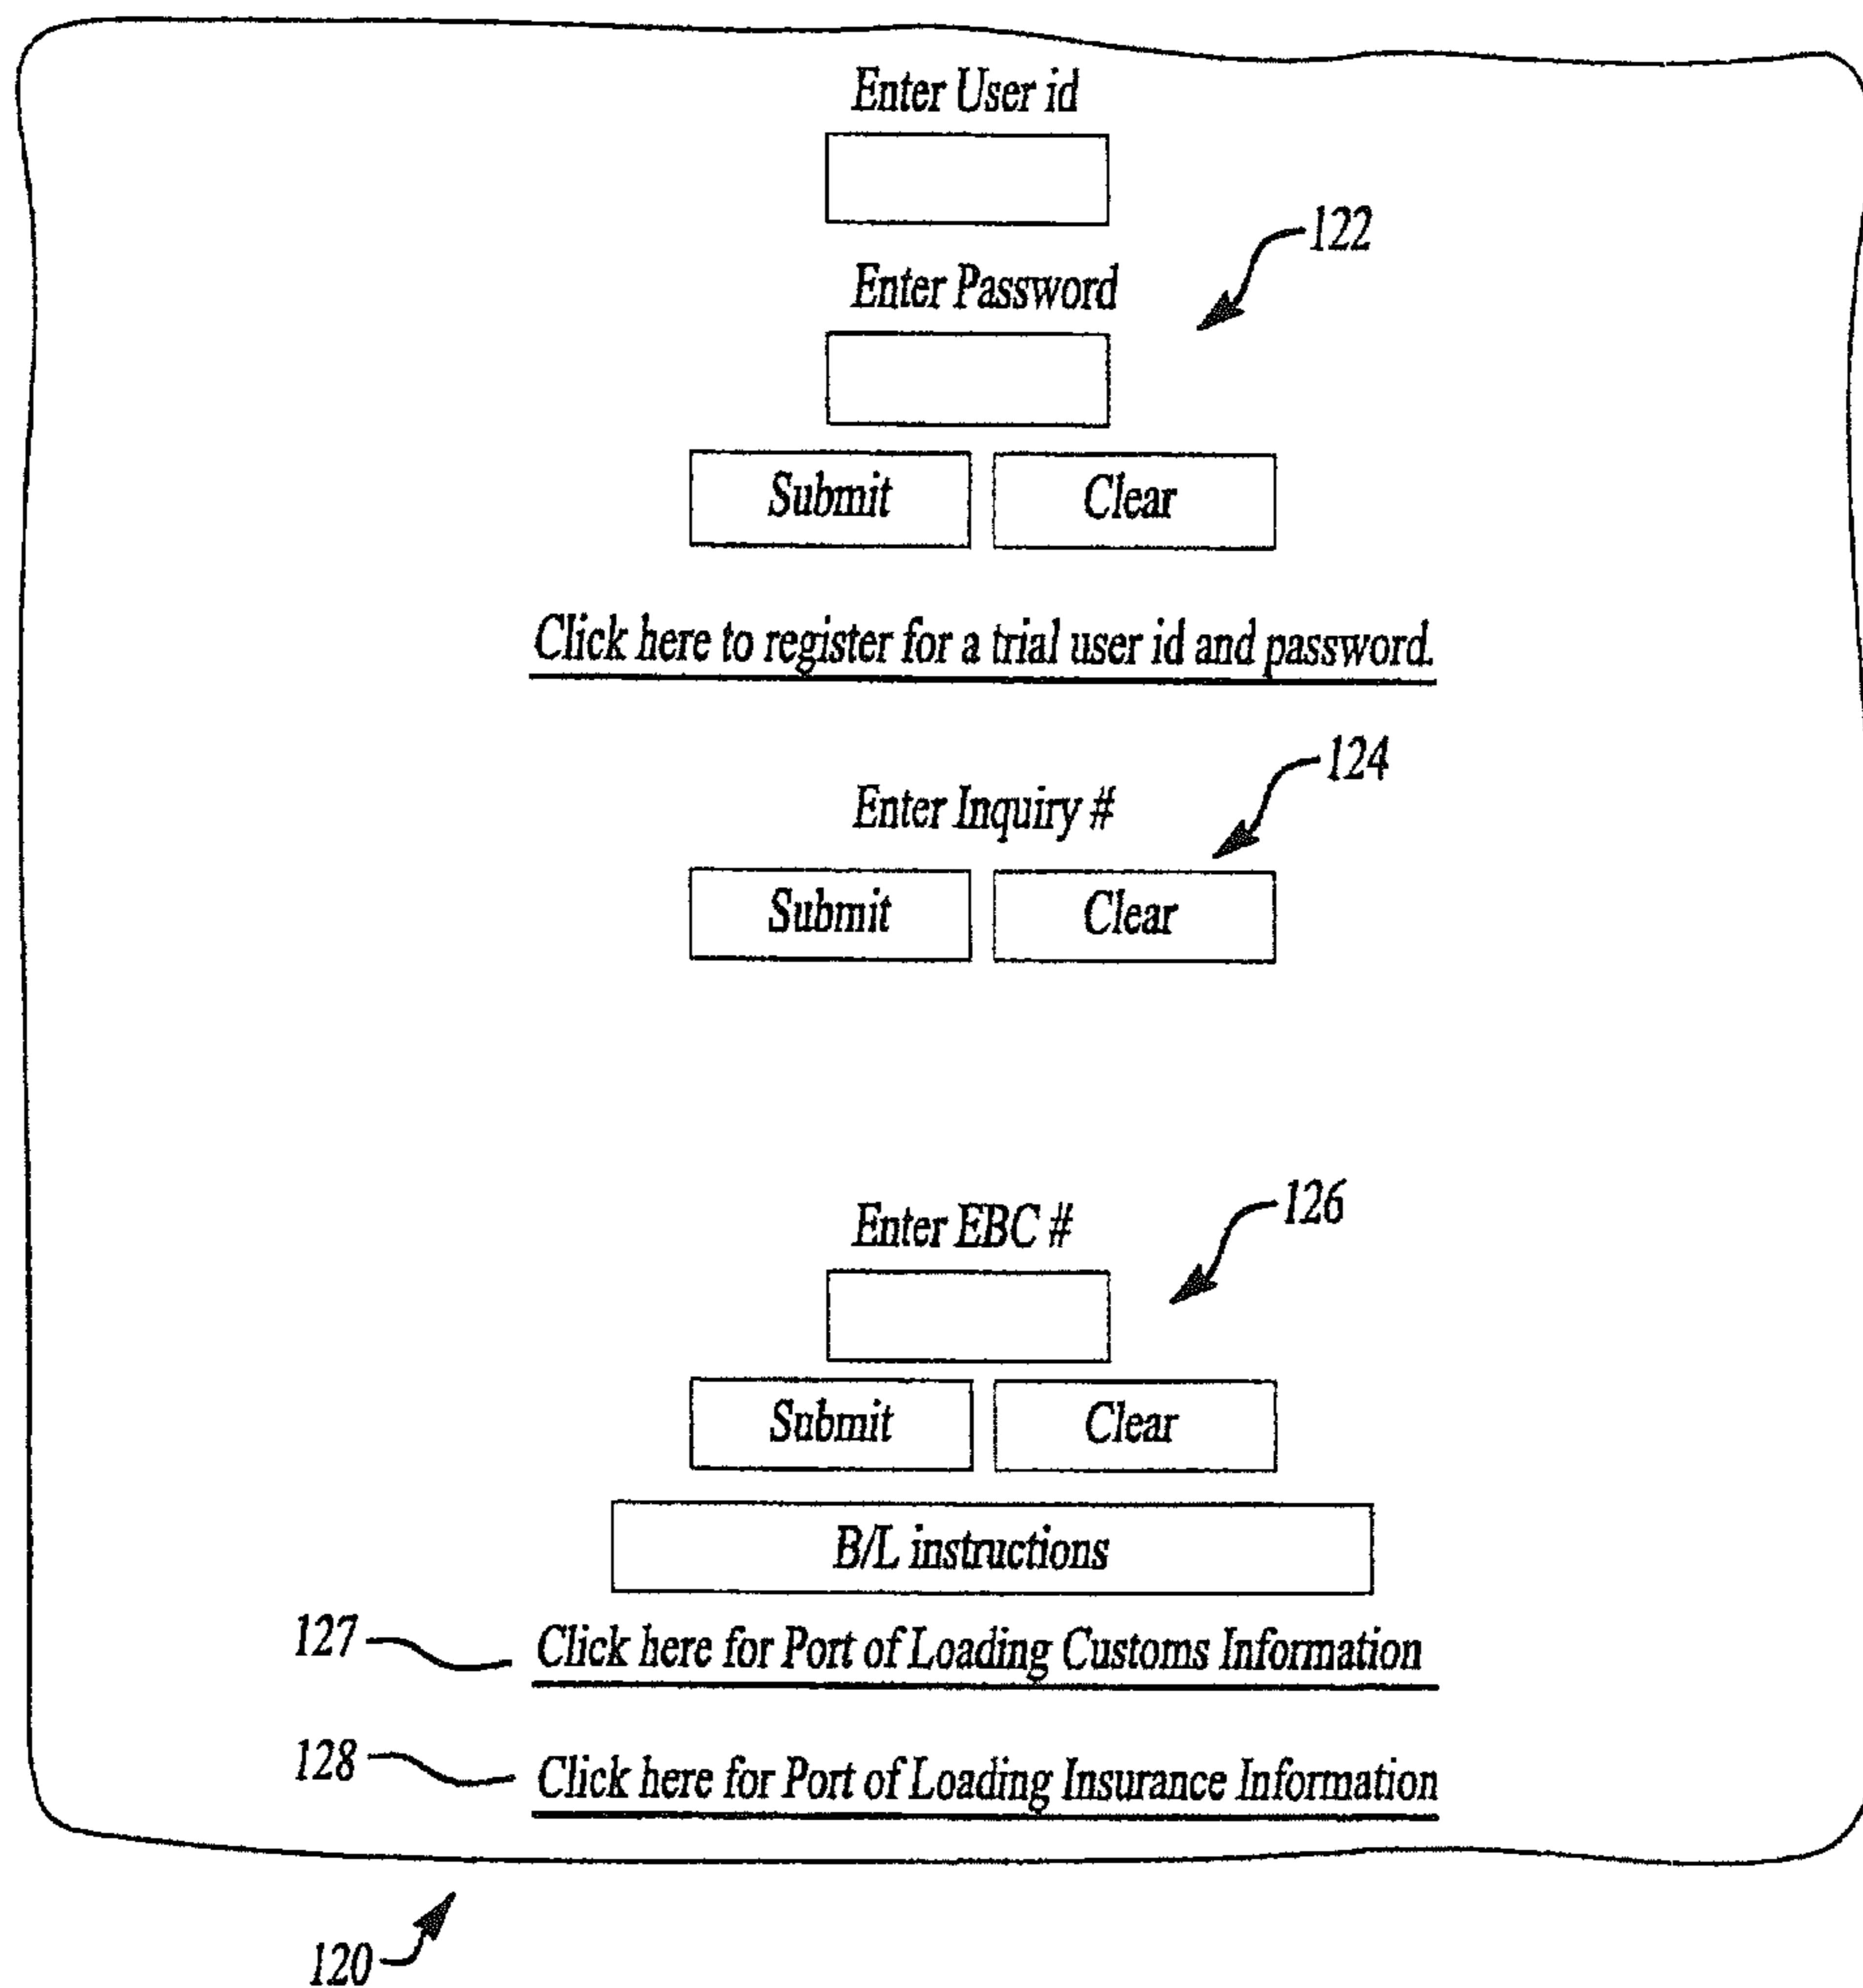 Enter User id
122
Enter Password
Submit Clear
Click here to register for a trial user id and password.
124
Enter Inquiry #
Submit Clear
126
Enter EBC #
Submit Clear
B/L instructions
127 Click here for Port of Loading Customs Information
128 Click here for Port of Loading Insurance Information
120